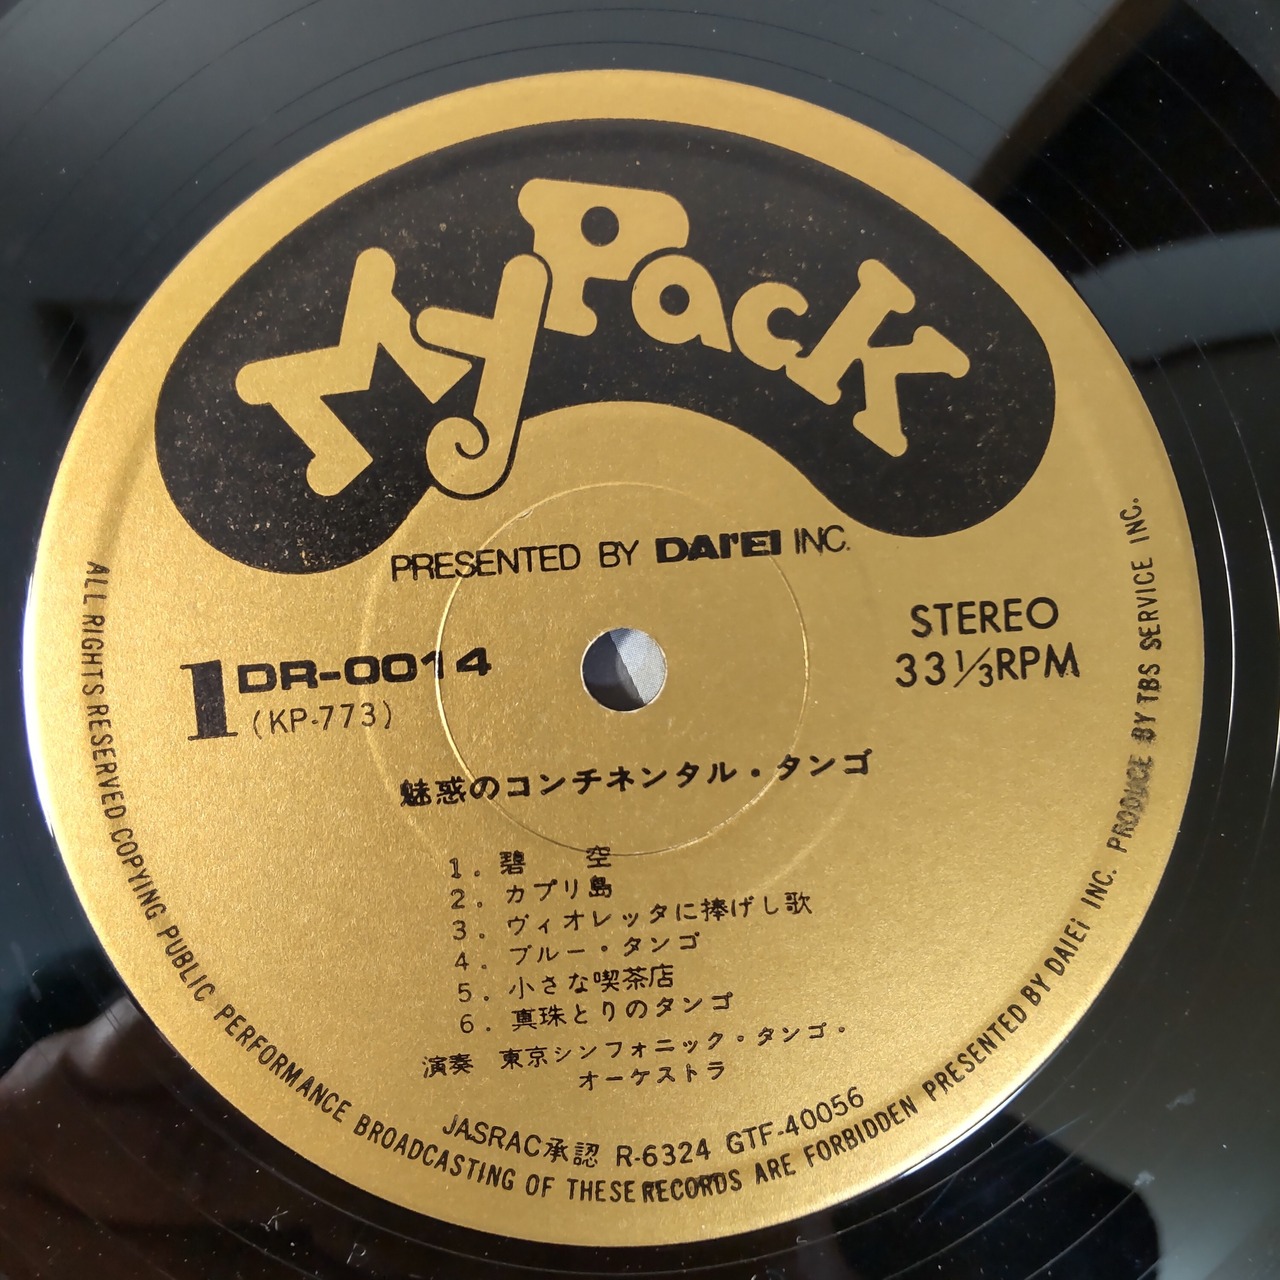 MyPack
PRESENTED BY DAI'EI INC.
1 DR-0014
(KP-773)
STEREO
33 1/3 RPM
魅惑のコンチネンタル・タンゴ
1. 碧　空
2. カプリ島
3. ヴィオレッタに捧げし歌
4. ブルー・タンゴ
5. 小さな喫茶店
6. 真珠とりのタンゴ
演奏 東京シンフォニック・タンゴ・
オーケストラ
JASRAC承認 R-6324 GTF-40056
ALL RIGHTS RESERVED COPYING PUBLIC PERFORMANCE BROADCASTING OF THESE RECORDS ARE FORBIDDEN PRESENTED BY DAIEi INC. PRODUCE BY TBS SERVICE INC.